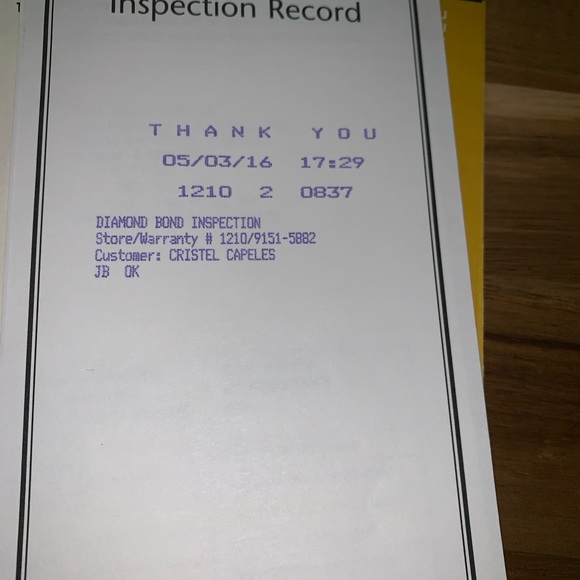 Inspection Record
THANK YOU
05/03/16 17:29
1210 2 0837
DIAMOND BOND INSPECTION
Store/Warranty # 1210/9151-5882
Customer: CRISTEL CAPELES
JB OK